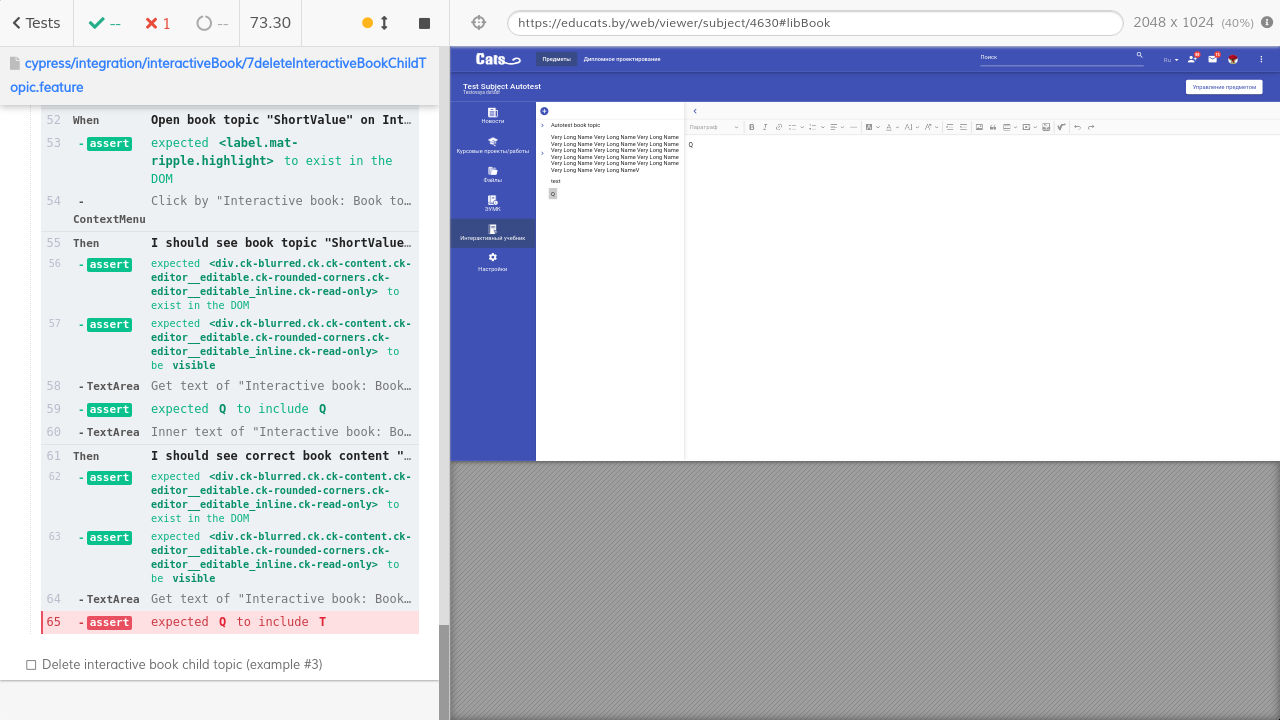 Tests
--
1
--
73.30
https://educats.by/web/viewer/subject/4630#libBook
2048 x 1024 (40%)
cypress/integration/interactiveBook/7deleteInteractiveBookChildT
opic.feature
52 When Open book topic "ShortValue" on Int…
53 - assert expected <label.mat-
ripple.highlight> to exist in the
DOM
54 - Click by "Interactive book: Book to…
ContextMenu
55 Then I should see book topic "ShortValue…
56 - assert expected <div.ck-blurred.ck.ck-content.ck-
editor__editable.ck-rounded-corners.ck-
editor__editable_inline.ck-read-only> to
exist in the DOM
57 - assert expected <div.ck-blurred.ck.ck-content.ck-
editor__editable.ck-rounded-corners.ck-
editor__editable_inline.ck-read-only> to
be visible
58 - TextArea Get text of "Interactive book: Book…
59 - assert expected Q to include Q
60 - TextArea Inner text of "Interactive book: Bo…
61 Then I should see correct book content "…
62 - assert expected <div.ck-blurred.ck.ck-content.ck-
editor__editable.ck-rounded-corners.ck-
editor__editable_inline.ck-read-only> to
exist in the DOM
63 - assert expected <div.ck-blurred.ck.ck-content.ck-
editor__editable.ck-rounded-corners.ck-
editor__editable_inline.ck-read-only> to
be visible
64 - TextArea Get text of "Interactive book: Book…
65 - assert expected Q to include T
Delete interactive book child topic (example #3)
Cats
Предметы
Дипломное проектирование
Поиск
Ru
Test Subject Autotest
Управление предметом
Новости
Курсовые проекты/работы
Файлы
ЭУМК
Интерактивный учебник
Настройки
Autotest book topic
Very Long Name Very Long Name Very Long Name
Very Long Name Very Long Name Very Long Name
Very Long Name Very Long Name Very Long Name
Very Long Name Very Long Name Very Long Name
Very Long Name Very Long Name Very Long Name
Very Long Name Very Long NameV
text
Q
Параграф
Q